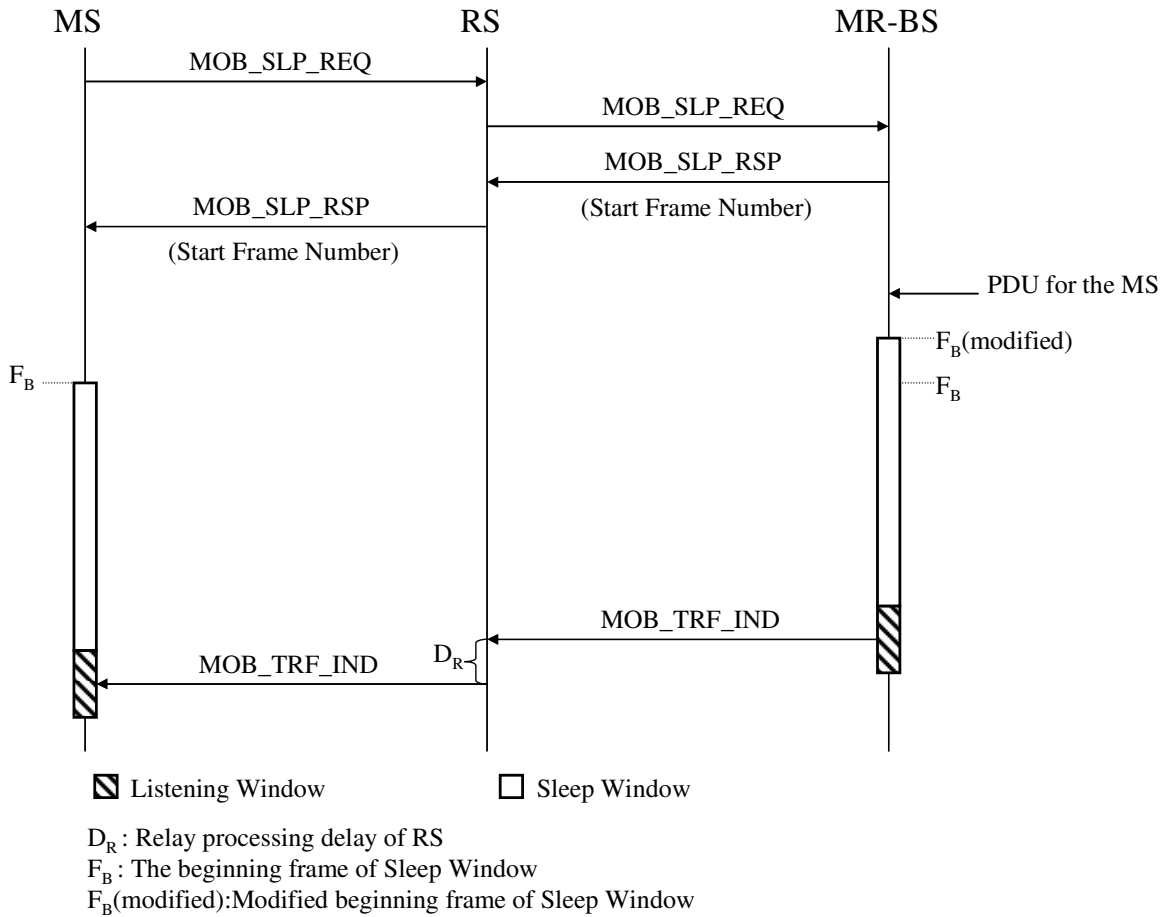 MS
RS
MR-BS
MOB_SLP_REQ
MOB_SLP_REQ
MOB_SLP_RSP
(Start Frame Number)
MOB_SLP_RSP
(Start Frame Number)
PDU for the MS
F_B(modified)
F_B
F_B
MOB_TRF_IND
D_R
MOB_TRF_IND
Listening Window
Sleep Window
D_R : Relay processing delay of RS
F_B : The beginning frame of Sleep Window
F_B(modified):Modified beginning frame of Sleep Window